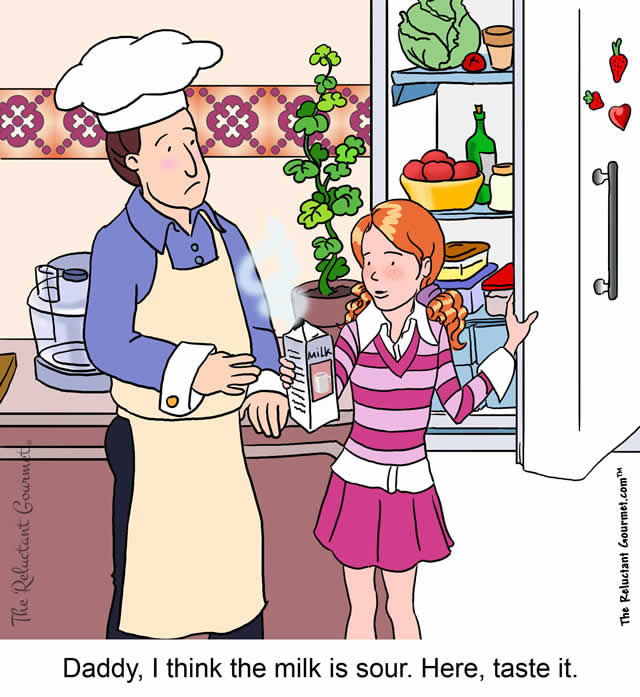 MILK
The Reluctant Gourmet®
The Reluctant Gourmet.com™
Daddy, I think the milk is sour. Here, taste it.